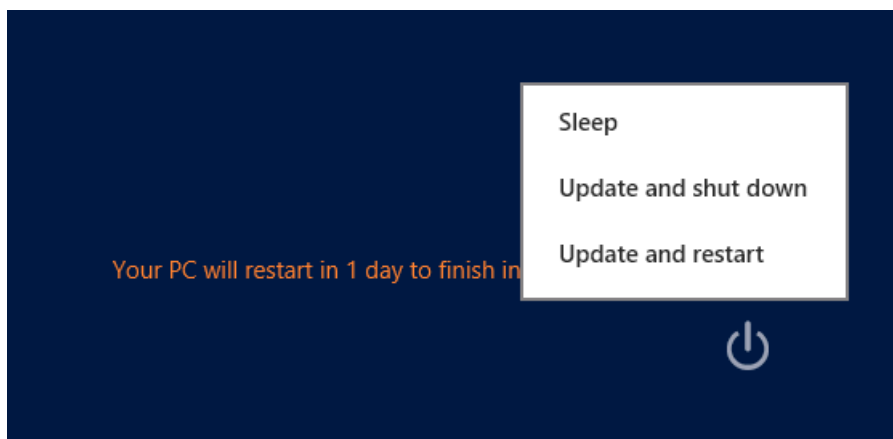 Sleep
Update and shut down
Update and restart
Your PC will restart in 1 day to finish in